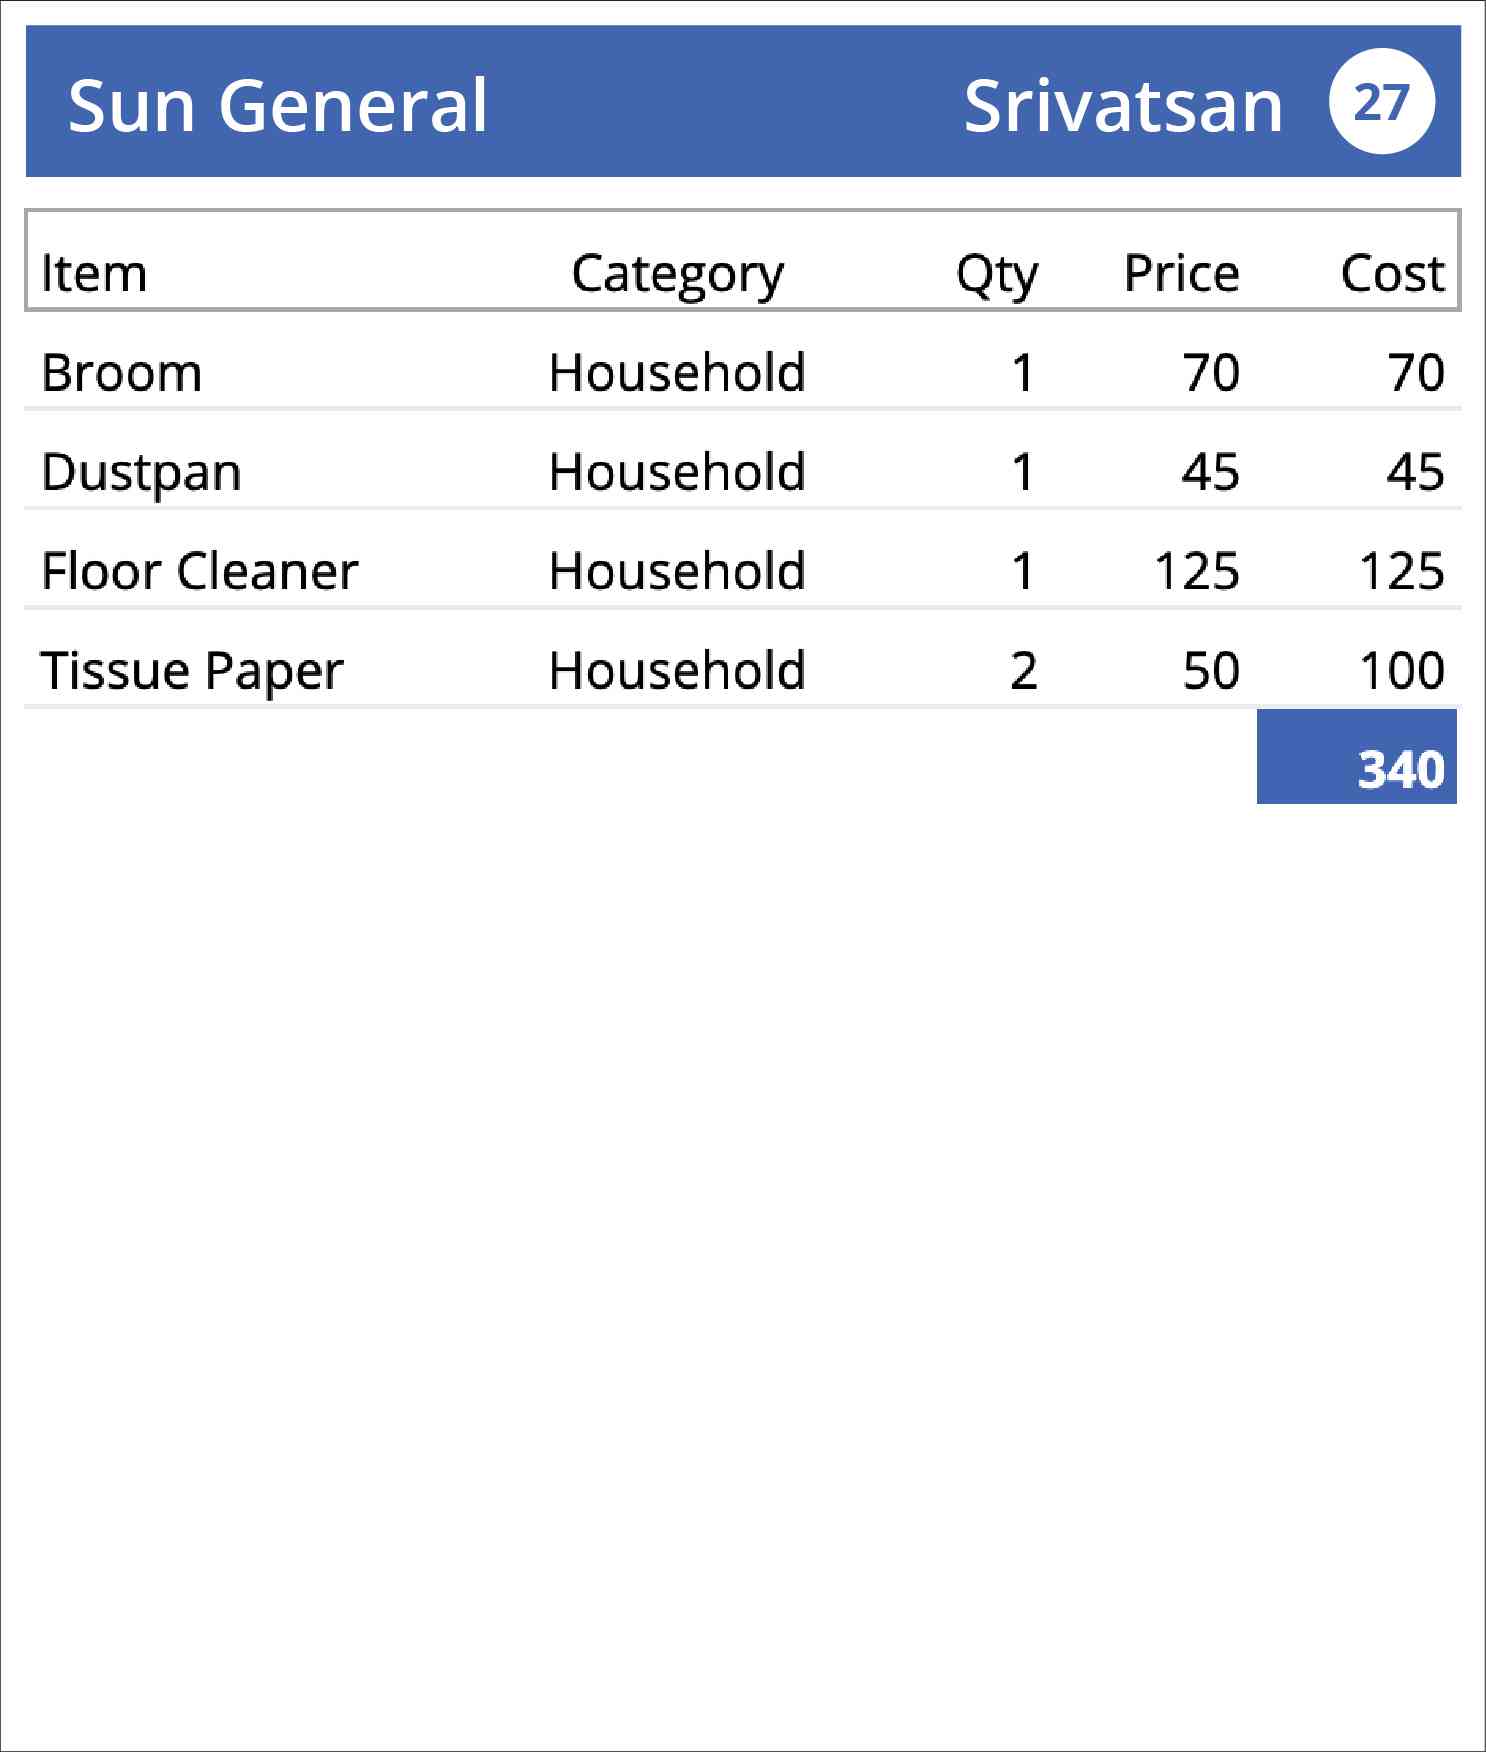 Sun General Srivatsan 27
Item Category Qty Price Cost
Broom Household 1 70 70
Dustpan Household 1 45 45
Floor Cleaner Household 1 125 125
Tissue Paper Household 2 50 100
340